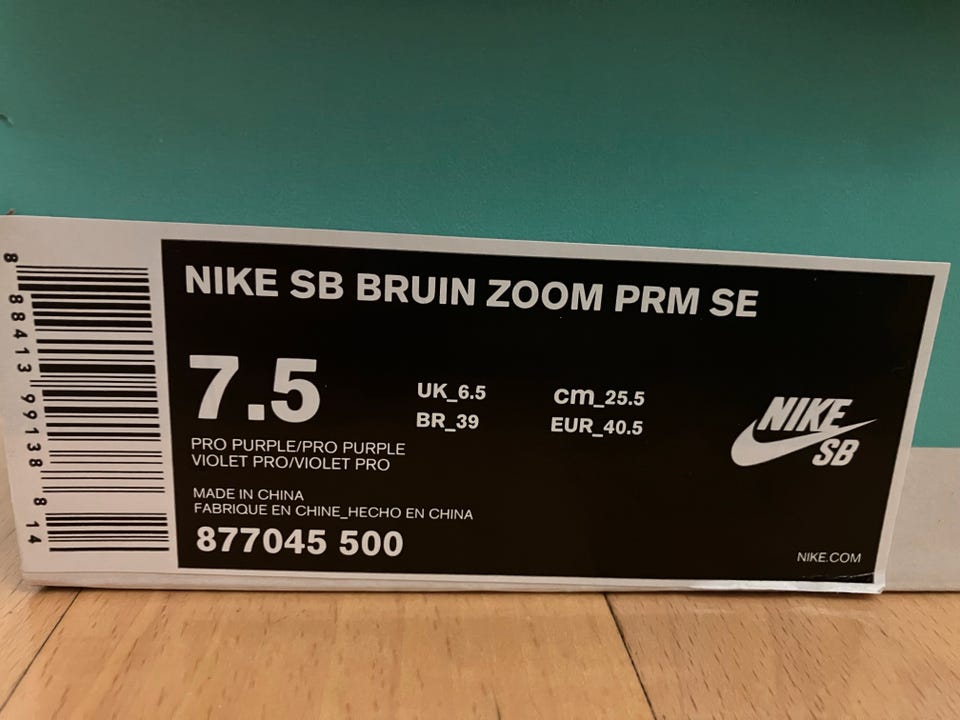 8 88413 99138 8 14
NIKE SB BRUIN ZOOM PRM SE
7.5
UK_6.5 cm_25.5
BR_39 EUR_40.5
PRO PURPLE/PRO PURPLE
VIOLET PRO/VIOLET PRO
MADE IN CHINA
FABRIQUE EN CHINE_HECHO EN CHINA
877045 500
NIKE
SB
NIKE.COM